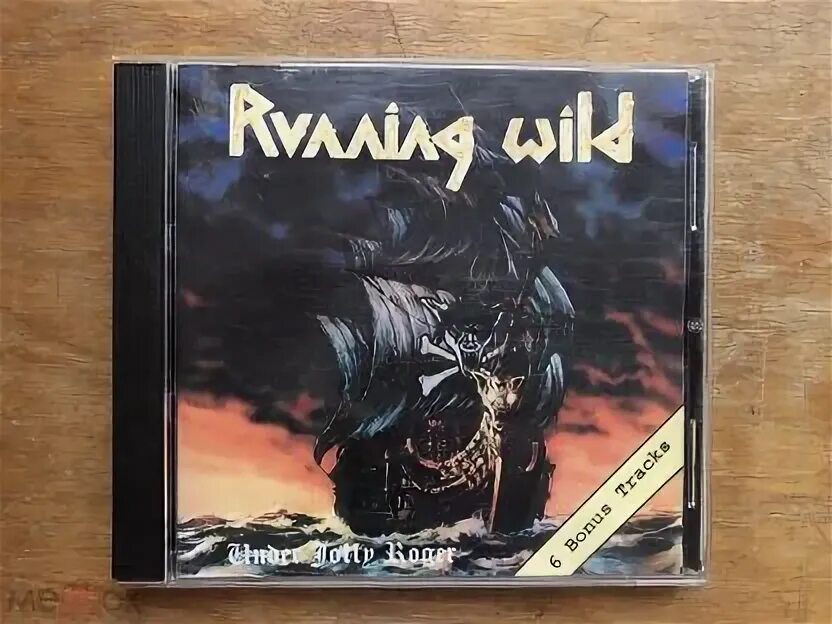 Running wild
6 Bonus Tracks
Under Jolly Roger